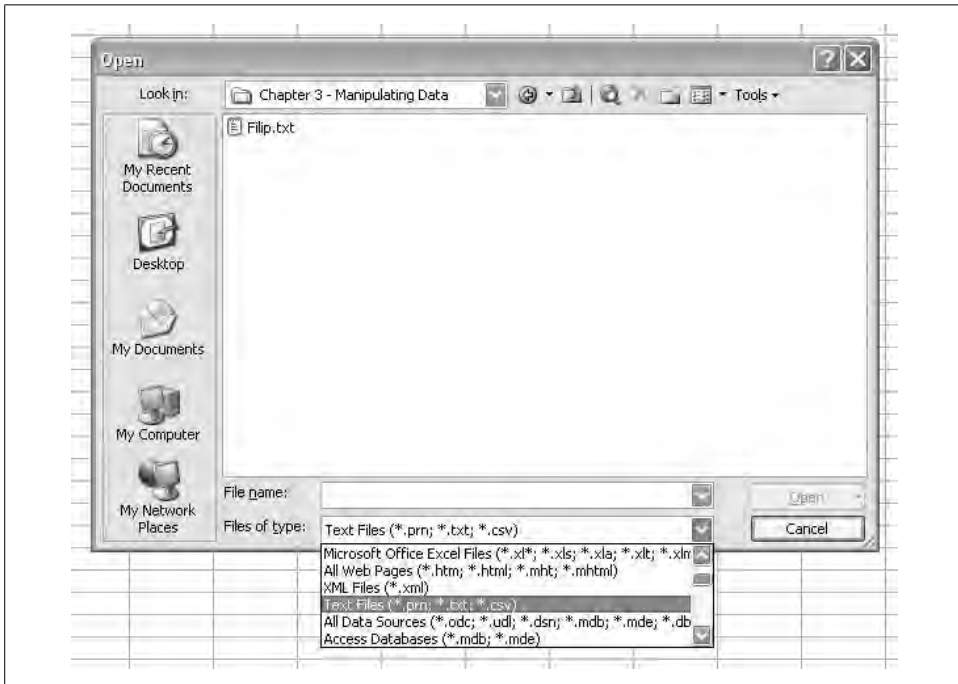 Open
Look in:
Chapter 3 - Manipulating Data
Tools
My Recent
Documents
Desktop
My Documents
My Computer
My Network
Places
Filip.txt
File name:
Open
Files of type:
Text Files (*.prn; *.txt; *.csv)
Cancel
Microsoft Office Excel Files (*.xl*; *.xls; *.xla; *.xlt; *.xlm
All Web Pages (*.htm; *.html; *.mht; *.mhtml)
XML Files (*.xml)
Text Files (*.prn; *.txt; *.csv)
All Data Sources (*.odc; *.udl; *.dsn; *.mdb; *.mde; *.db
Access Databases (*.mdb; *.mde)